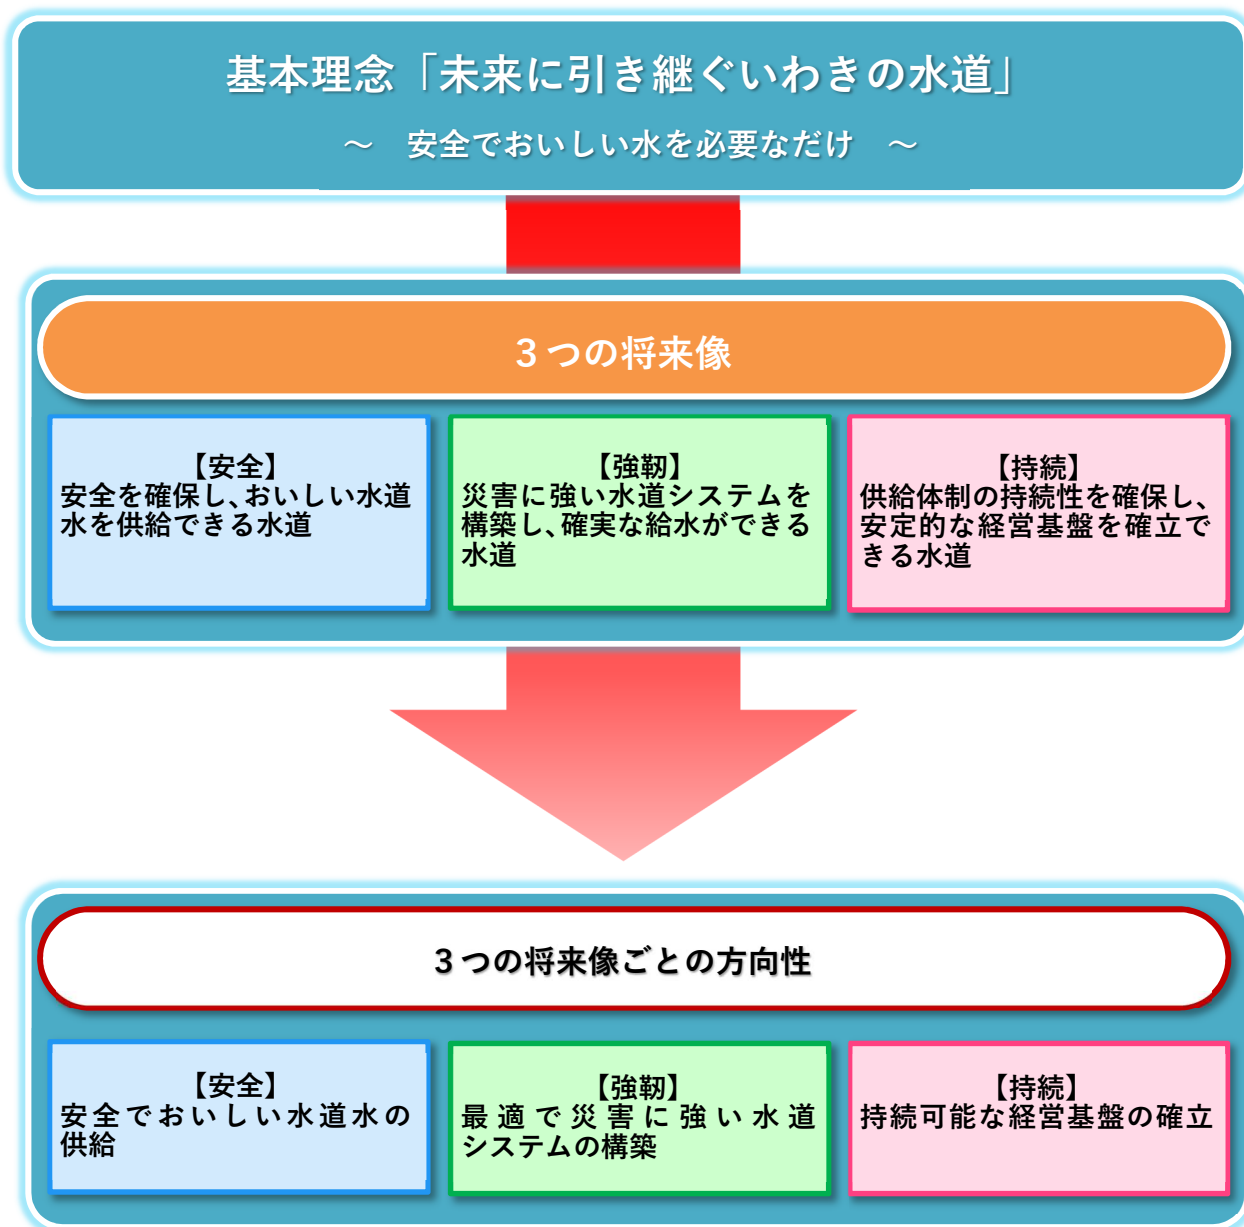 基本理念「未来に引き継ぐいわきの水道」
～　安全でおいしい水を必要なだけ　～
３つの将来像
【安全】
安全を確保し、おいしい水道
水を供給できる水道
【強靭】
災害に強い水道システムを
構築し、確実な給水ができる
水道
【持続】
供給体制の持続性を確保し、
安定的な経営基盤を確立で
きる水道
３つの将来像ごとの方向性
【安全】
安全でおいしい水道水の
供給
【強靭】
最適で災害に強い水道
システムの構築
【持続】
持続可能な経営基盤の確立